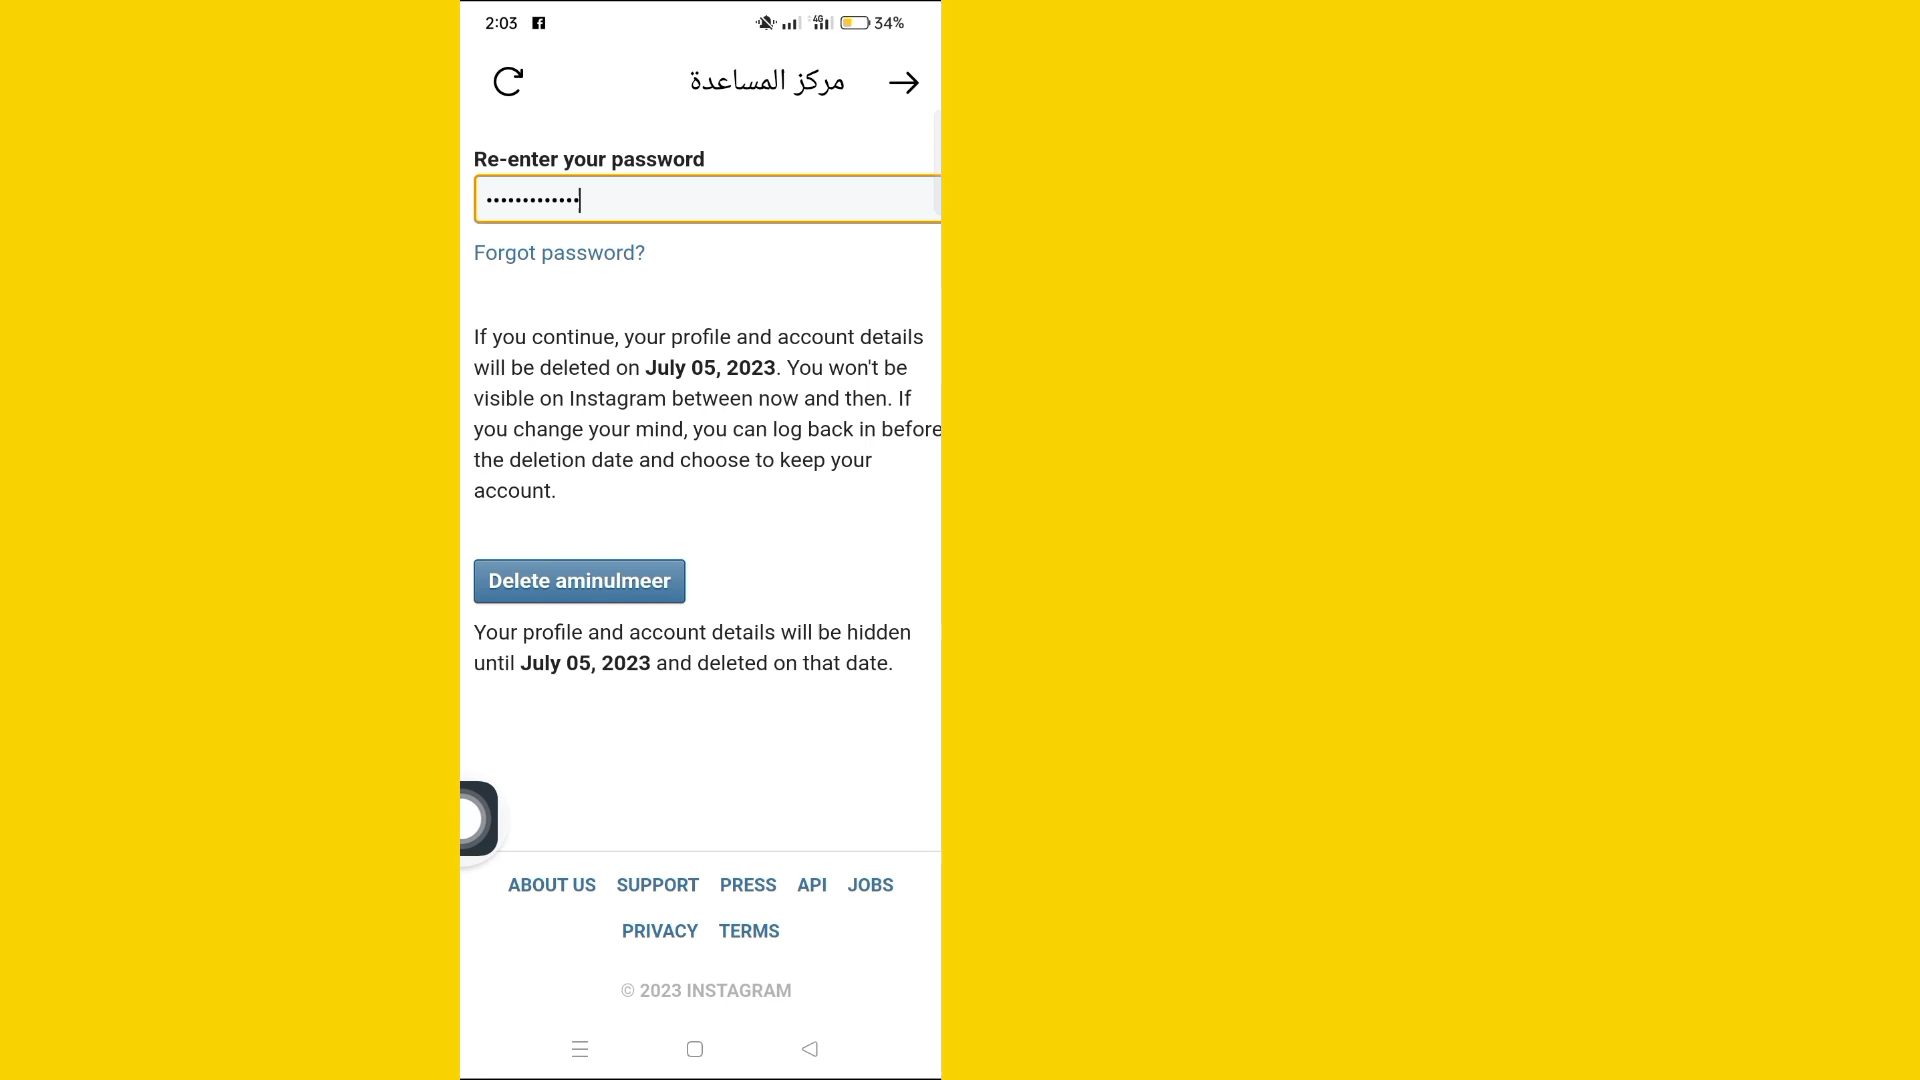 2:03
4G
34%
مركز المساعدة
Re-enter your password
•••••••••••••
Forgot password?
If you continue, your profile and account details
will be deleted on July 05, 2023. You won't be
visible on Instagram between now and then. If
you change your mind, you can log back in before
the deletion date and choose to keep your
account.
Delete aminulmeer
Your profile and account details will be hidden
until July 05, 2023 and deleted on that date.
ABOUT US SUPPORT PRESS API JOBS
PRIVACY TERMS
© 2023 INSTAGRAM